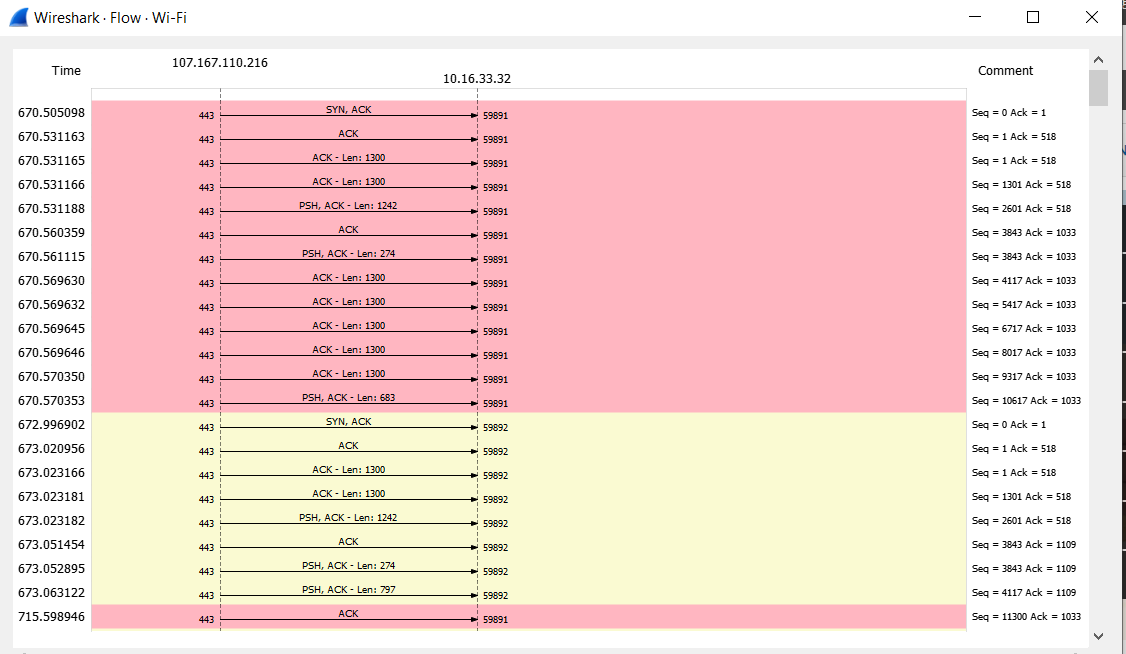 Wireshark · Flow · Wi-Fi
Time 107.167.110.216 10.16.33.32 Comment
670.505098 443 SYN, ACK 59891 Seq = 0 Ack = 1
670.531163 443 ACK 59891 Seq = 1 Ack = 518
670.531165 443 ACK - Len: 1300 59891 Seq = 1 Ack = 518
670.531166 443 ACK - Len: 1300 59891 Seq = 1301 Ack = 518
670.531188 443 PSH, ACK - Len: 1242 59891 Seq = 2601 Ack = 518
670.560359 443 ACK 59891 Seq = 3843 Ack = 1033
670.561115 443 PSH, ACK - Len: 274 59891 Seq = 3843 Ack = 1033
670.569630 443 ACK - Len: 1300 59891 Seq = 4117 Ack = 1033
670.569632 443 ACK - Len: 1300 59891 Seq = 5417 Ack = 1033
670.569645 443 ACK - Len: 1300 59891 Seq = 6717 Ack = 1033
670.569646 443 ACK - Len: 1300 59891 Seq = 8017 Ack = 1033
670.570350 443 ACK - Len: 1300 59891 Seq = 9317 Ack = 1033
670.570353 443 PSH, ACK - Len: 683 59891 Seq = 10617 Ack = 1033
672.996902 443 SYN, ACK 59892 Seq = 0 Ack = 1
673.020956 443 ACK 59892 Seq = 1 Ack = 518
673.023166 443 ACK - Len: 1300 59892 Seq = 1 Ack = 518
673.023181 443 ACK - Len: 1300 59892 Seq = 1301 Ack = 518
673.023182 443 PSH, ACK - Len: 1242 59892 Seq = 2601 Ack = 518
673.051454 443 ACK 59892 Seq = 3843 Ack = 1109
673.052895 443 PSH, ACK - Len: 274 59892 Seq = 3843 Ack = 1109
673.063122 443 PSH, ACK - Len: 797 59892 Seq = 4117 Ack = 1109
715.598946 443 ACK 59891 Seq = 11300 Ack = 1033